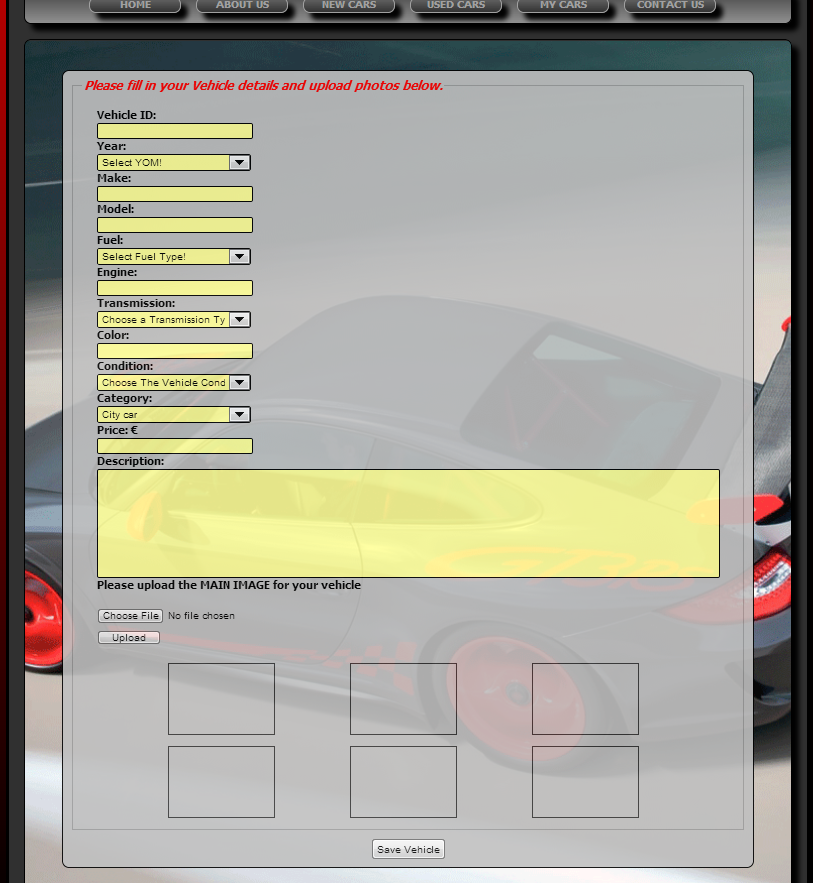 HOME ABOUT US NEW CARS USED CARS MY CARS CONTACT US
Please fill in your Vehicle details and upload photos below.
Vehicle ID:
Year:
Select YOM!
Make:
Model:
Fuel:
Select Fuel Type!
Engine:
Transmission:
Choose a Transmission Ty
Color:
Condition:
Choose The Vehicle Cond
Category:
City car
Price: €
Description:
Please upload the MAIN IMAGE for your vehicle
Choose File No file chosen
Upload
Save Vehicle